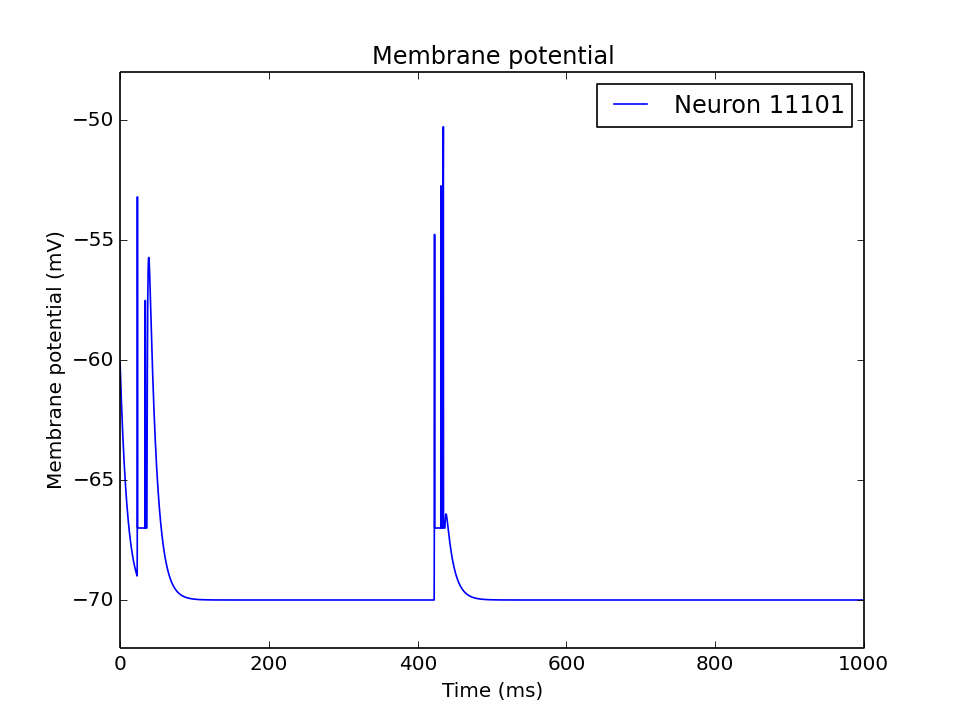 Membrane potential
Neuron 11101
Membrane potential (mV)
−50
−55
−60
−65
−70
0 200 400 600 800 1000
Time (ms)